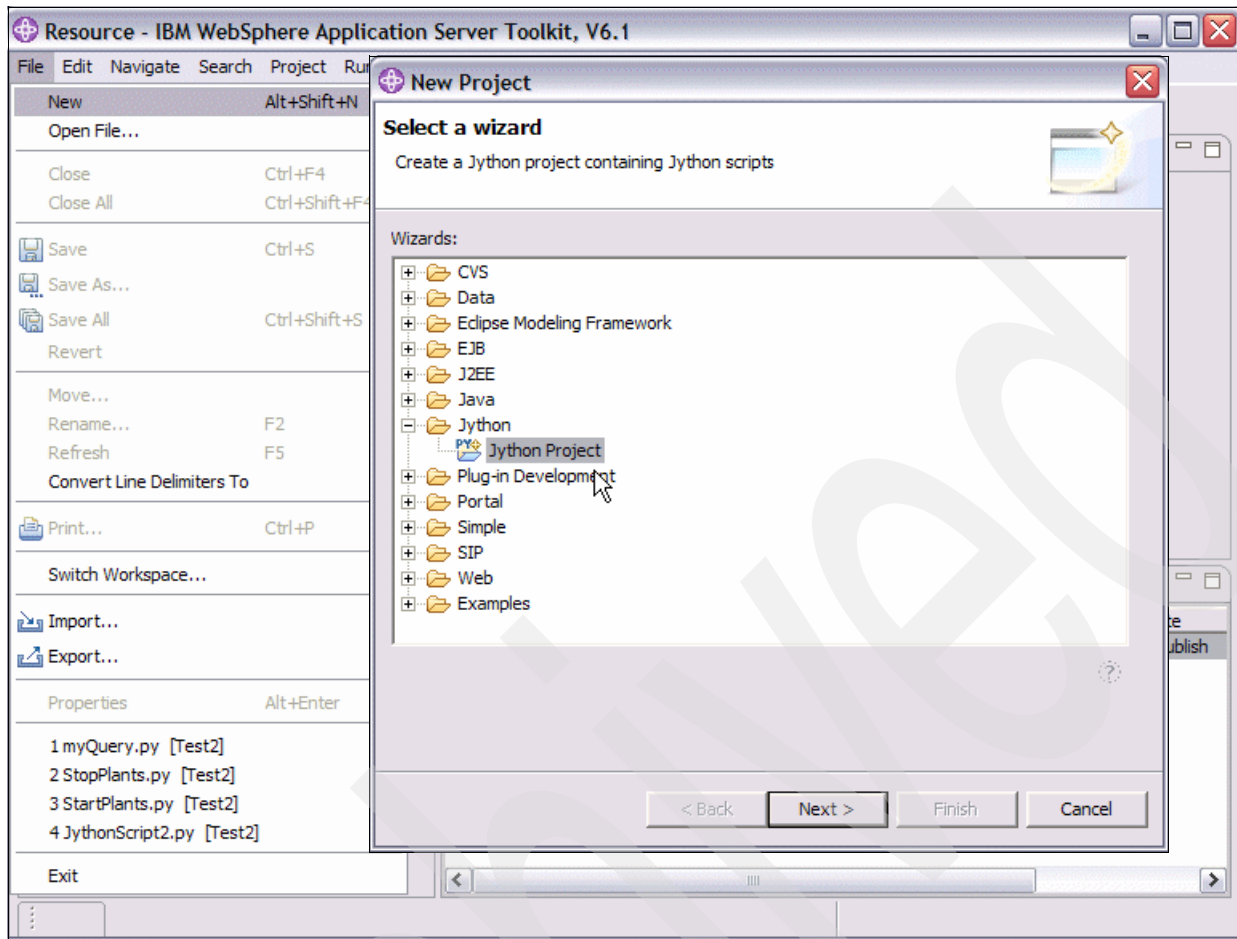 Resource - IBM WebSphere Application Server Toolkit, V6.1
File Edit Navigate Search Project Run
New Alt+Shift+N
Open File...
Close Ctrl+F4
Close All Ctrl+Shift+F4
Save Ctrl+S
Save As...
Save All Ctrl+Shift+S
Revert
Move...
Rename... F2
Refresh F5
Convert Line Delimiters To
Print... Ctrl+P
Switch Workspace...
Import...
Export...
Properties Alt+Enter
1 myQuery.py [Test2]
2 StopPlants.py [Test2]
3 StartPlants.py [Test2]
4 JythonScript2.py [Test2]
Exit
New Project
Select a wizard
Create a Jython project containing Jython scripts
Wizards:
CVS
Data
Eclipse Modeling Framework
EJB
J2EE
Java
Jython
PY Jython Project
Plug-in Development
Portal
Simple
SIP
Web
Examples
?
< Back Next > Finish Cancel
te
ublish